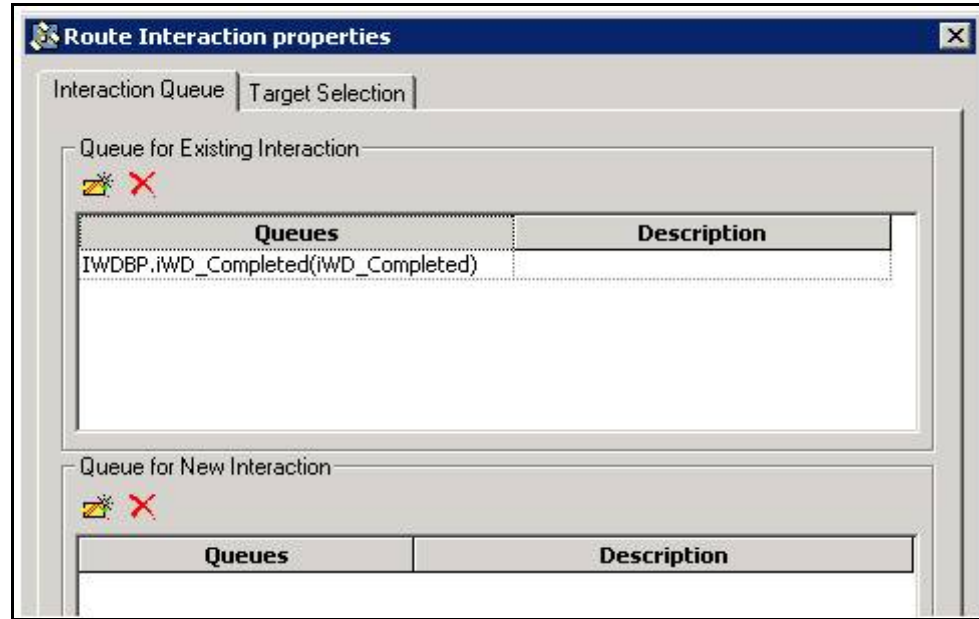 Route Interaction properties
Interaction Queue Target Selection
Queue for Existing Interaction
Queues Description
IWDBP.iWD_Completed(iWD_Completed)
Queue for New Interaction
Queues Description